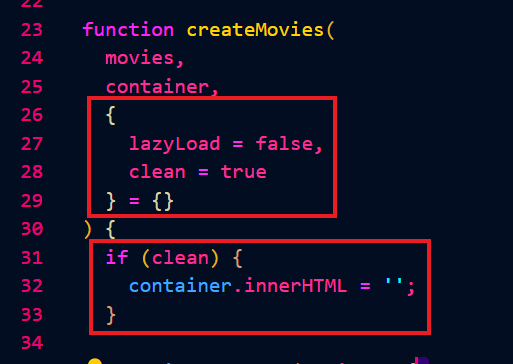 22
23 function createMovies(
24 movies,
25 container,
26 {
27 lazyLoad = false,
28 clean = true
29 } = {}
30 ) {
31 if (clean) {
32 container.innerHTML = '';
33 }
34